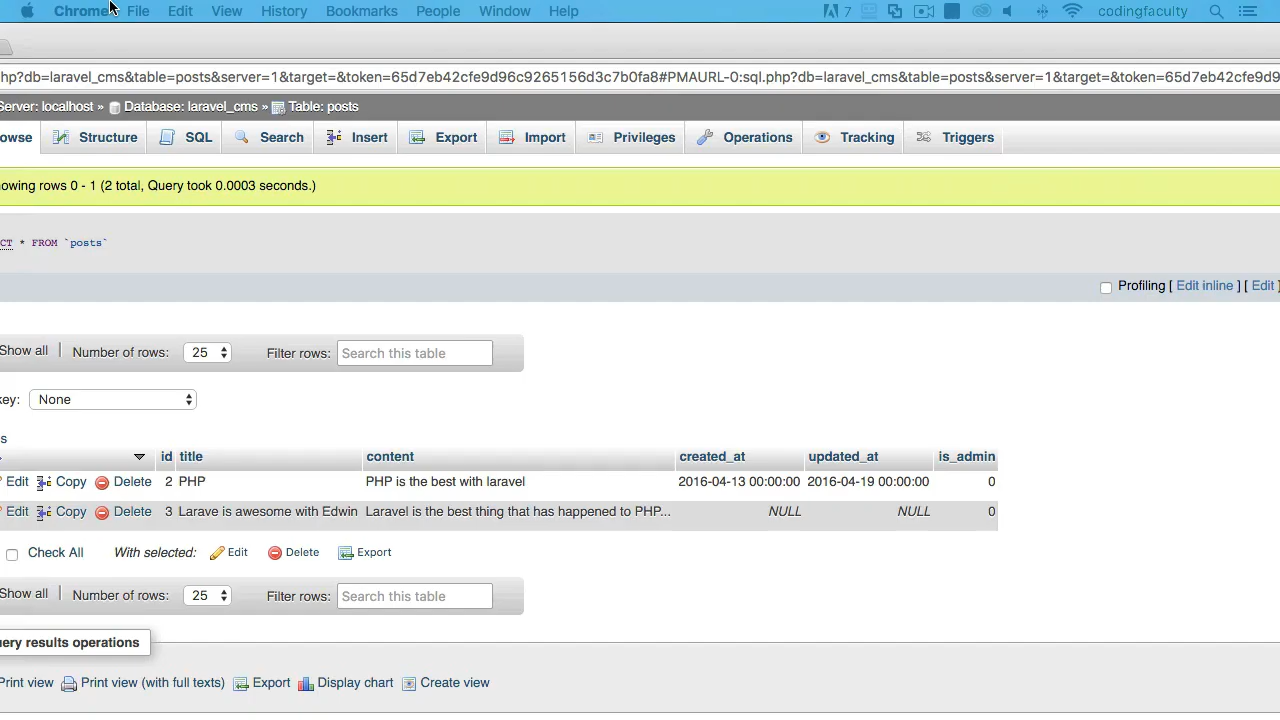 Chrome File Edit View History Bookmarks People Window Help 7 codingfaculty
hp?db=laravel_cms&table=posts&server=1&target=&token=65d7eb42cfe9d96c9265156d3c7b0fa8#PMAURL-0:sql.php?db=laravel_cms&table=posts&server=1&target=&token=65d7eb42cfe9d9
Server: localhost » Database: laravel_cms » Table: posts
owse Structure SQL Search Insert Export Import Privileges Operations Tracking Triggers
owing rows 0 - 1 (2 total, Query took 0.0003 seconds.)
CT * FROM `posts`
Profiling [ Edit inline ] [ Edit ]
Show all | Number of rows: 25 Filter rows: Search this table
key: None
s
id title content created_at updated_at is_admin
Edit Copy Delete 2 PHP PHP is the best with laravel 2016-04-13 00:00:00 2016-04-19 00:00:00 0
Edit Copy Delete 3 Larave is awesome with Edwin Laravel is the best thing that has happened to PHP... NULL NULL 0
Check All With selected: Edit Delete Export
Show all | Number of rows: 25 Filter rows: Search this table
uery results operations
Print view Print view (with full texts) Export Display chart Create view